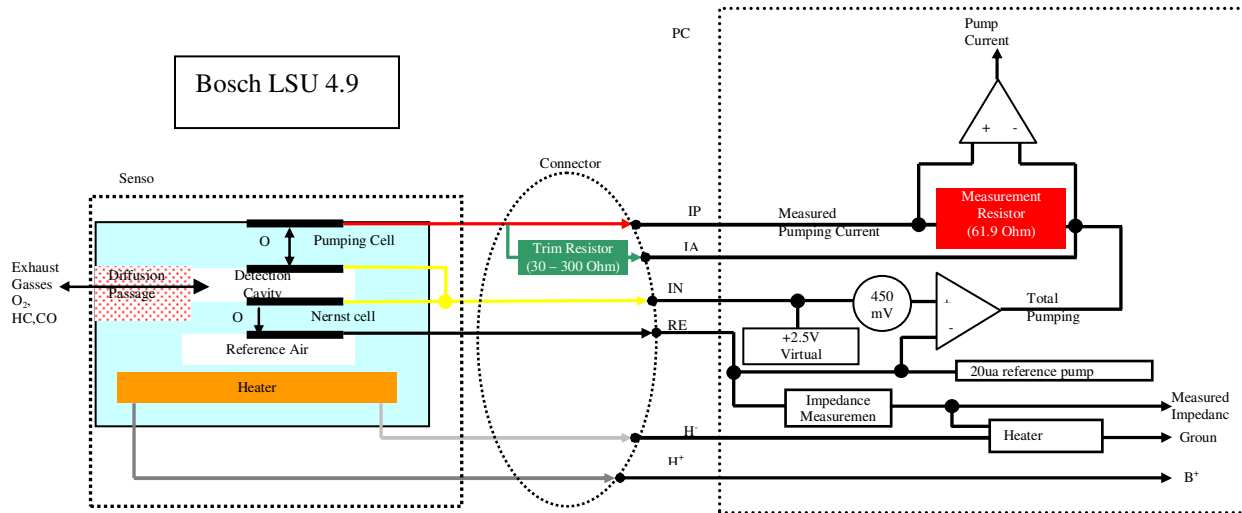 Bosch LSU 4.9
PC
Pump
Current
+ -
Connector
Senso
IP
Measured
Pumping Current
Measurement
Resistor
(61.9 Ohm)
O
Pumping Cell
Trim Resistor
(30 – 300 Ohm)
IA
Exhaust
Gases
O2,
HC,CO
Diffusion
Passage
Detection
Cavity
IN
450
mV
+
-
Total
Pumping
O
Nernst cell
RE
+2.5V
Virtual
Reference Air
20ua reference pump
Heater
Impedance
Measuremen
Measured
Impedanc
H-
Heater
Groun
H+
B+